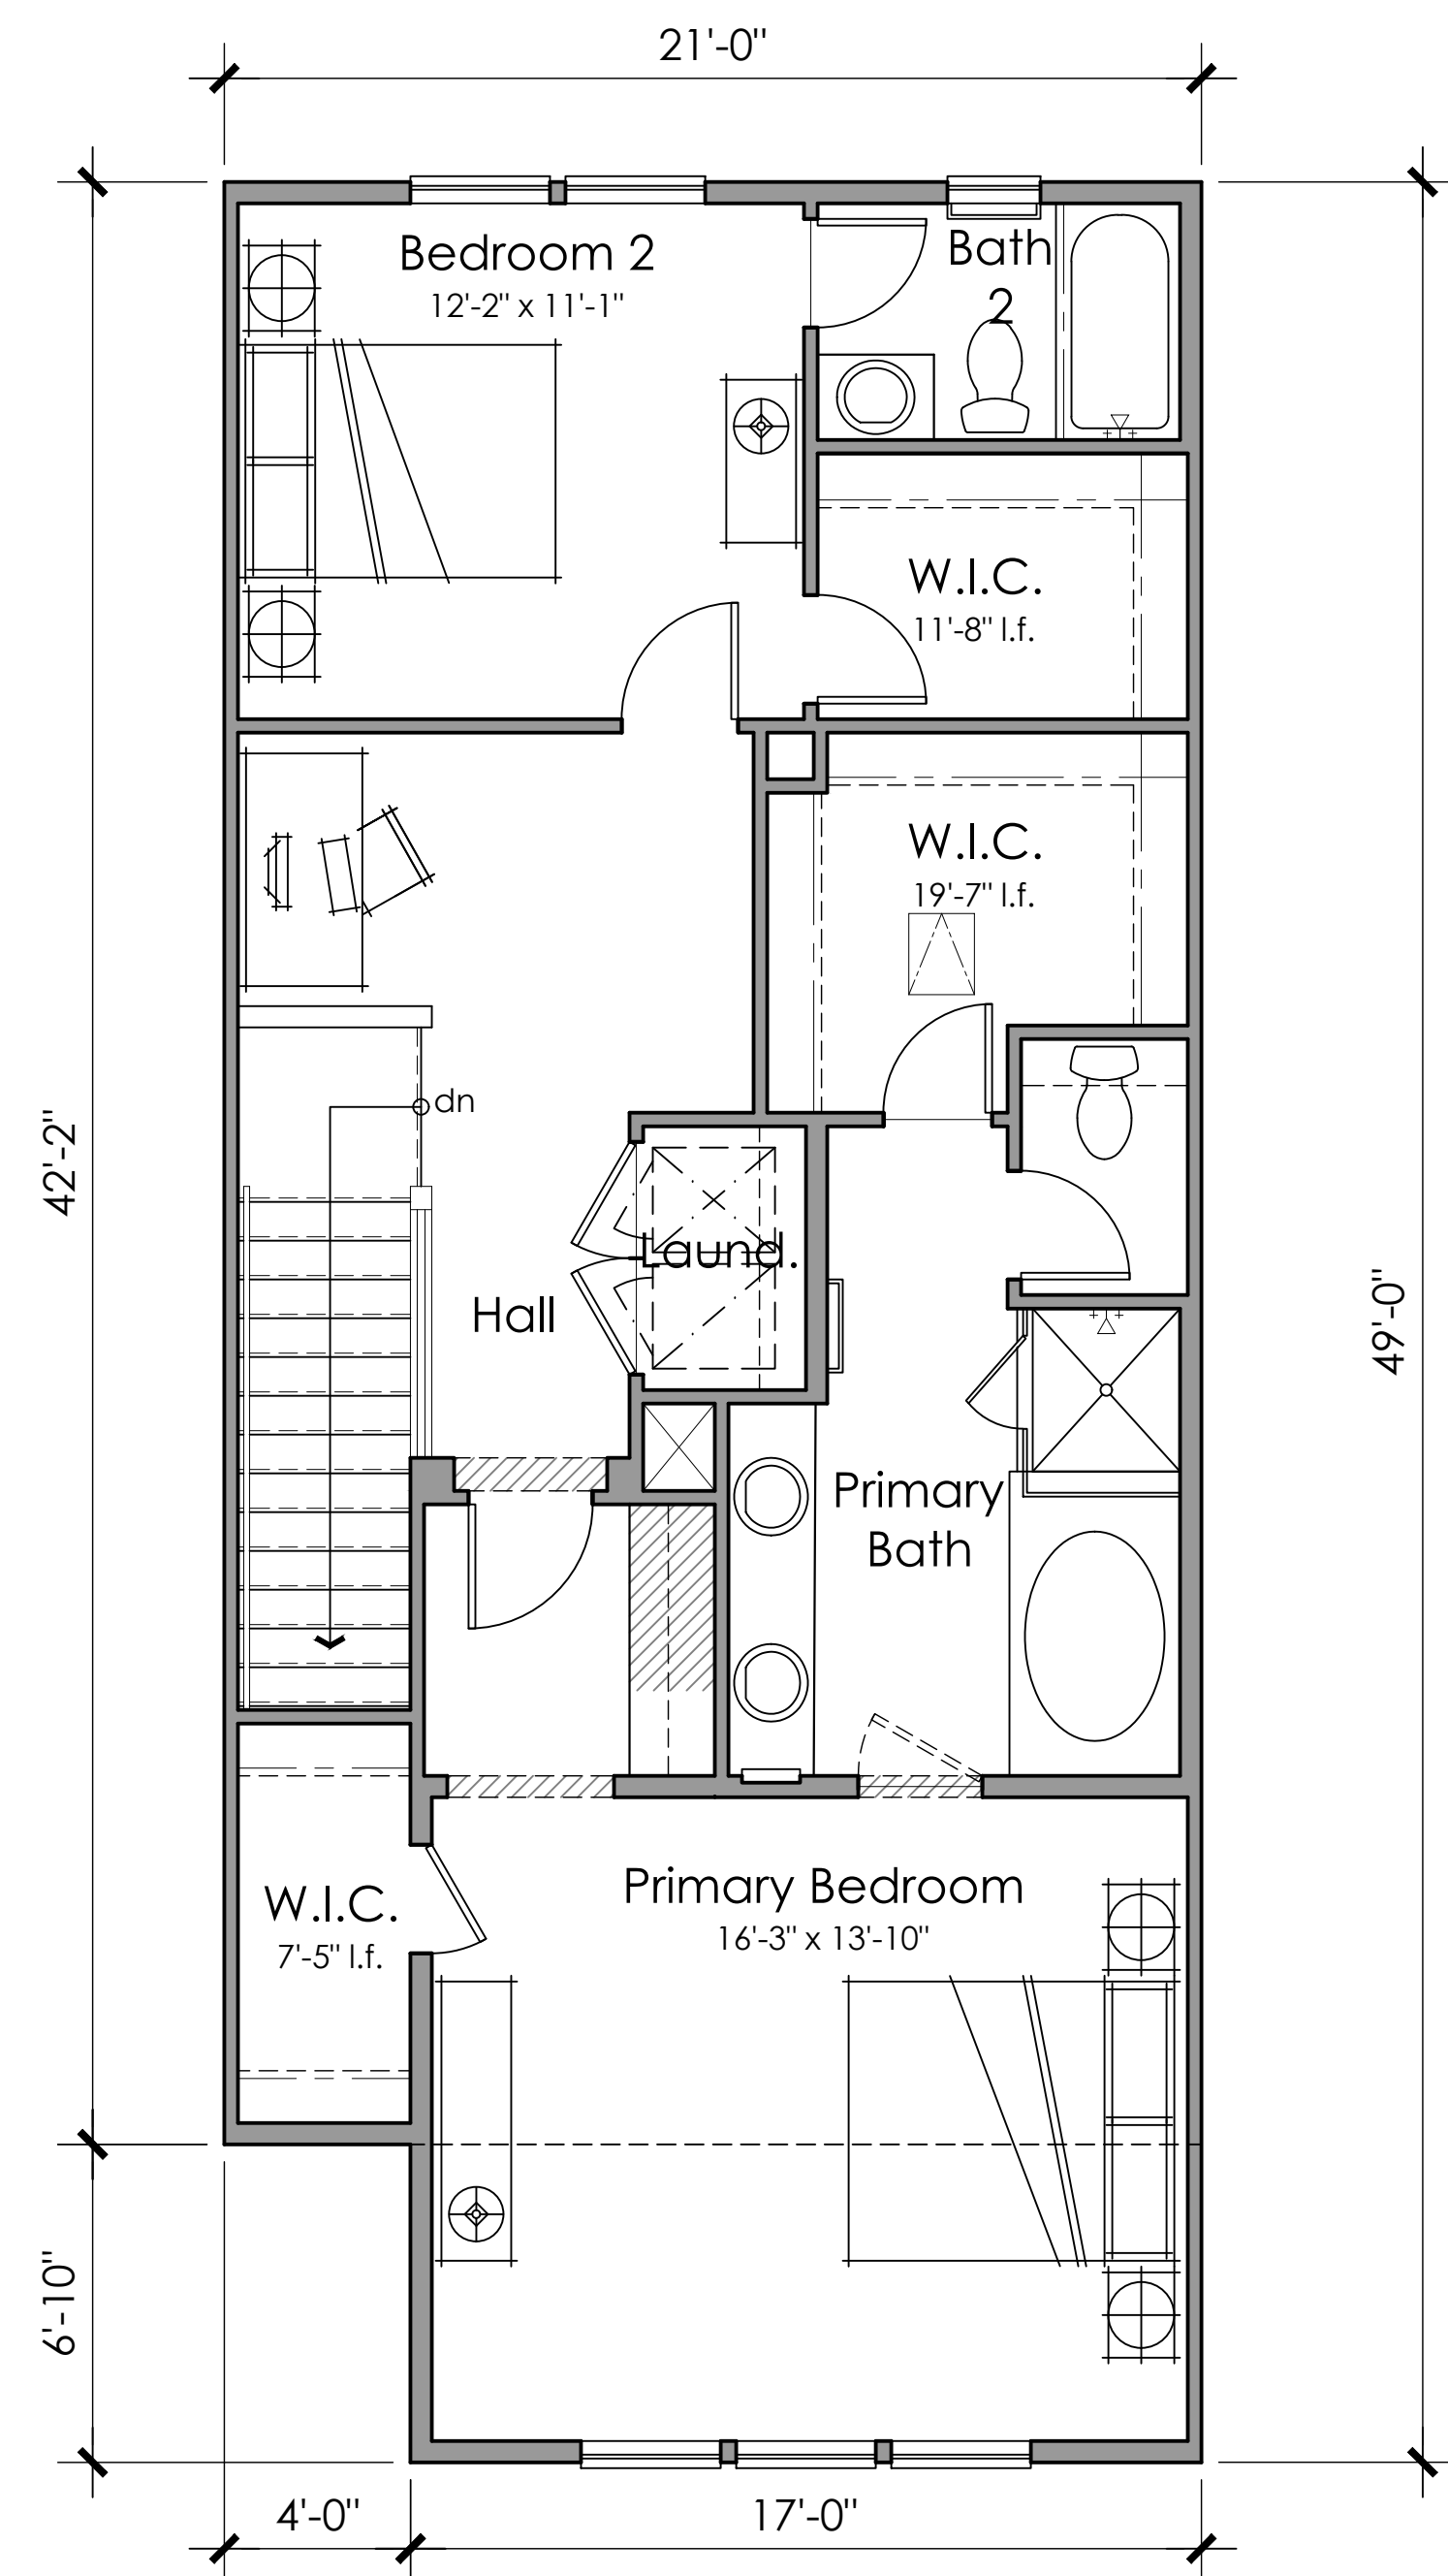 21'-0"
Bedroom 2
12'-2" x 11'-1"
Bath
2
W.I.C.
11'-8" l.f.
W.I.C.
19'-7" l.f.
dn
42'-2"
Laund.
Hall
49'-0"
Primary
Bath
Primary Bedroom
16'-3" x 13'-10"
W.I.C.
7'-5" l.f.
6'-10"
4'-0"
17'-0"